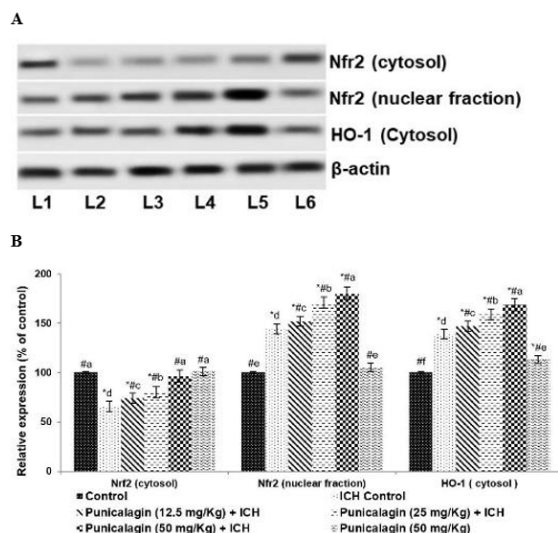 A
Nfr2 (cytosol)
Nfr2 (nuclear fraction)
HO-1 (Cytosol)
β-actin
L1 L2 L3 L4 L5 L6
B
Relative expression (% of control)
200
150
100
50
0
#a *d *#c *#b #a #a
#e *d *#c *#b *#a #e
#f *d *#c *#b *#a *#e
Nrf2 (cytosol) Nfr2 (nuclear fraction) HO-1 ( cytosol )
Control ICH Control
Punicalagin (12.5 mg/Kg) + ICH Punicalagin (25 mg/Kg) + ICH
Punicalagin (50 mg/Kg) + ICH Punicalagin (50 mg/Kg)